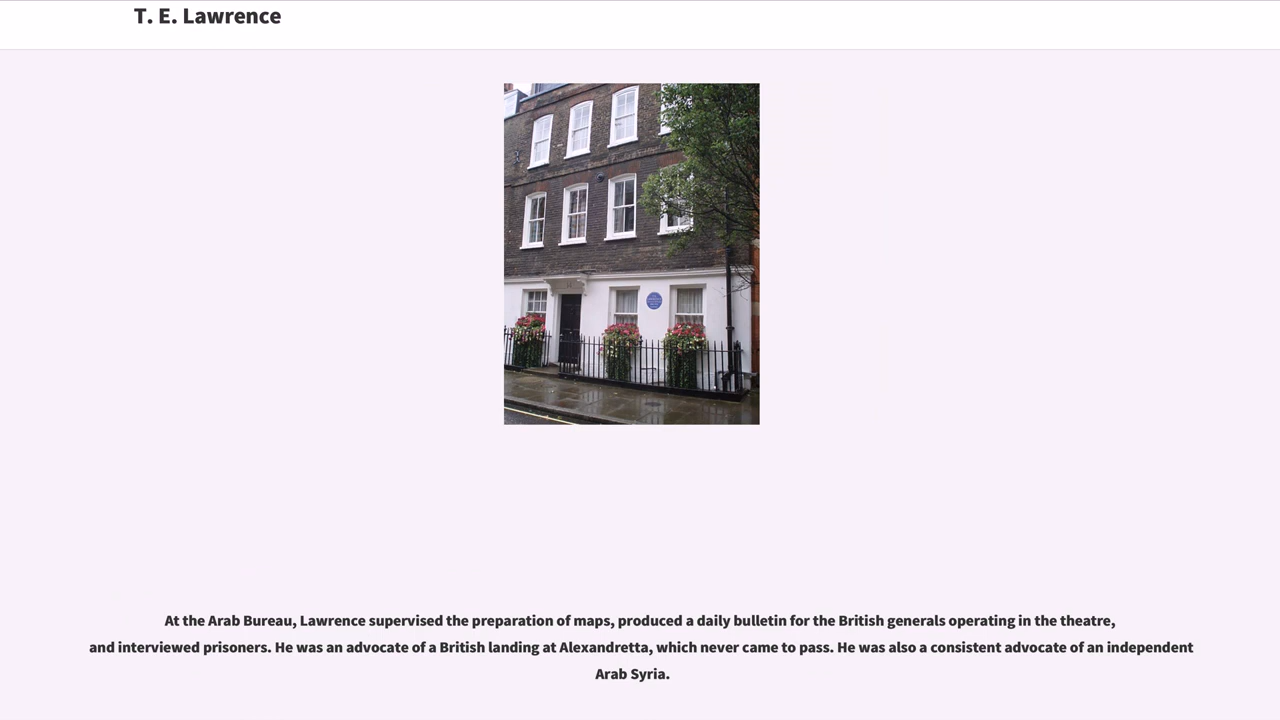 T. E. Lawrence
At the Arab Bureau, Lawrence supervised the preparation of maps, produced a daily bulletin for the British generals operating in the theatre,
and interviewed prisoners. He was an advocate of a British landing at Alexandretta, which never came to pass. He was also a consistent advocate of an independent
Arab Syria.